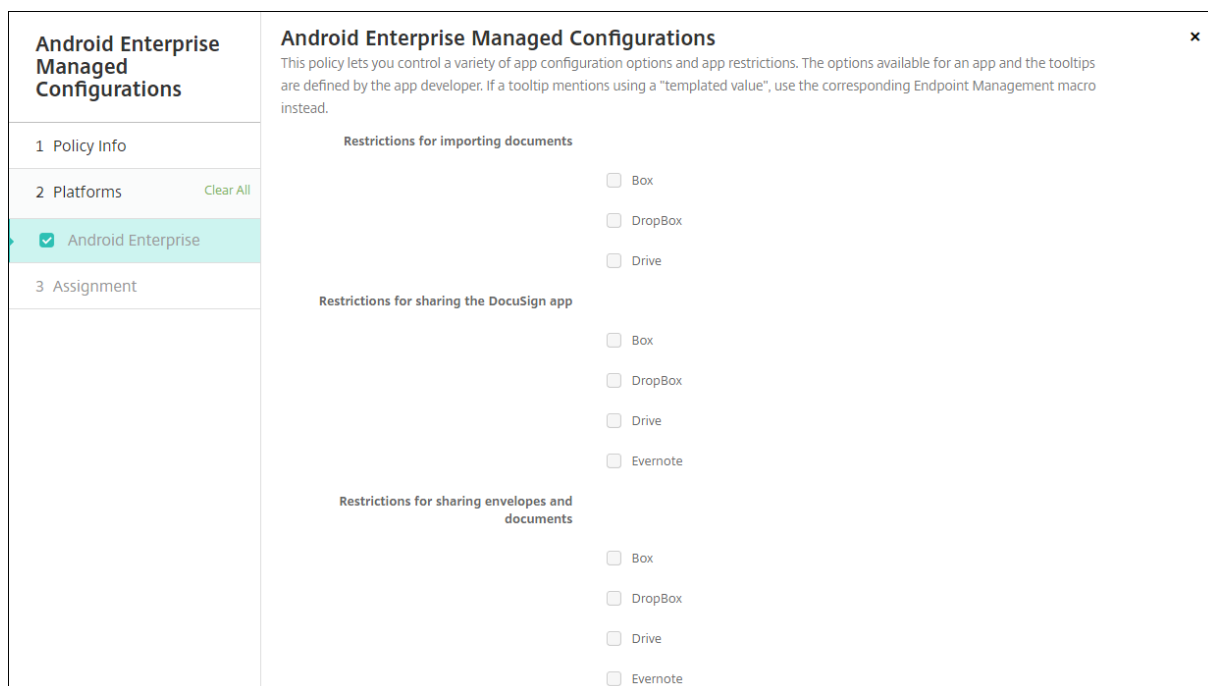 Android Enterprise
Managed
Configurations
1 Policy Info
2 Platforms
Clear All
Android Enterprise
3 Assignment
Android Enterprise Managed Configurations
This policy lets you control a variety of app configuration options and app restrictions. The options available for an app and the tooltips
are defined by the app developer. If a tooltip mentions using a "templated value", use the corresponding Endpoint Management macro
instead.
Restrictions for importing documents
Box
DropBox
Drive
Restrictions for sharing the DocuSign app
Box
DropBox
Drive
Evernote
Restrictions for sharing envelopes and
documents
Box
DropBox
Drive
Evernote